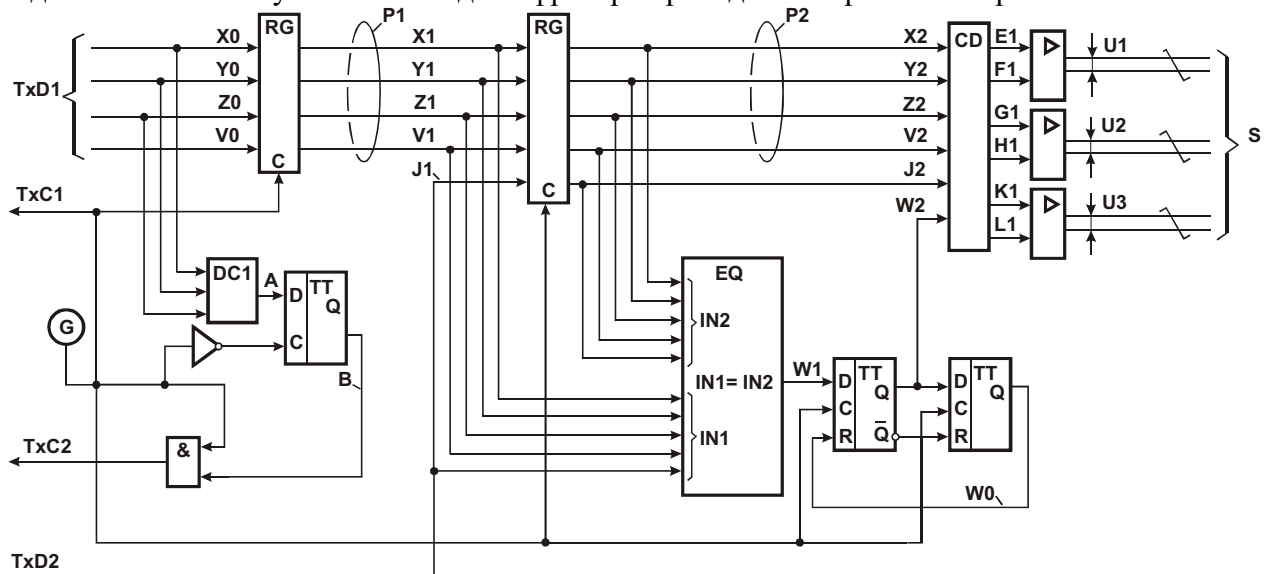 P1
P2
RG
RG
X0
X1
X2
CD
E1
U1
Y0
Y1
Y2
F1
TxD1
Z0
Z1
Z2
G1
U2
S
V0
V1
V2
H1
C
J1
C
J2
K1
U3
TxC1
W2
L1
DC1
A
D
TT
Q
EQ
G
C
IN2
B
IN1= IN2
W1
D
TT
Q
D
TT
Q
C
C
TxC2
&
IN1
R
Q
R
W0
TxD2